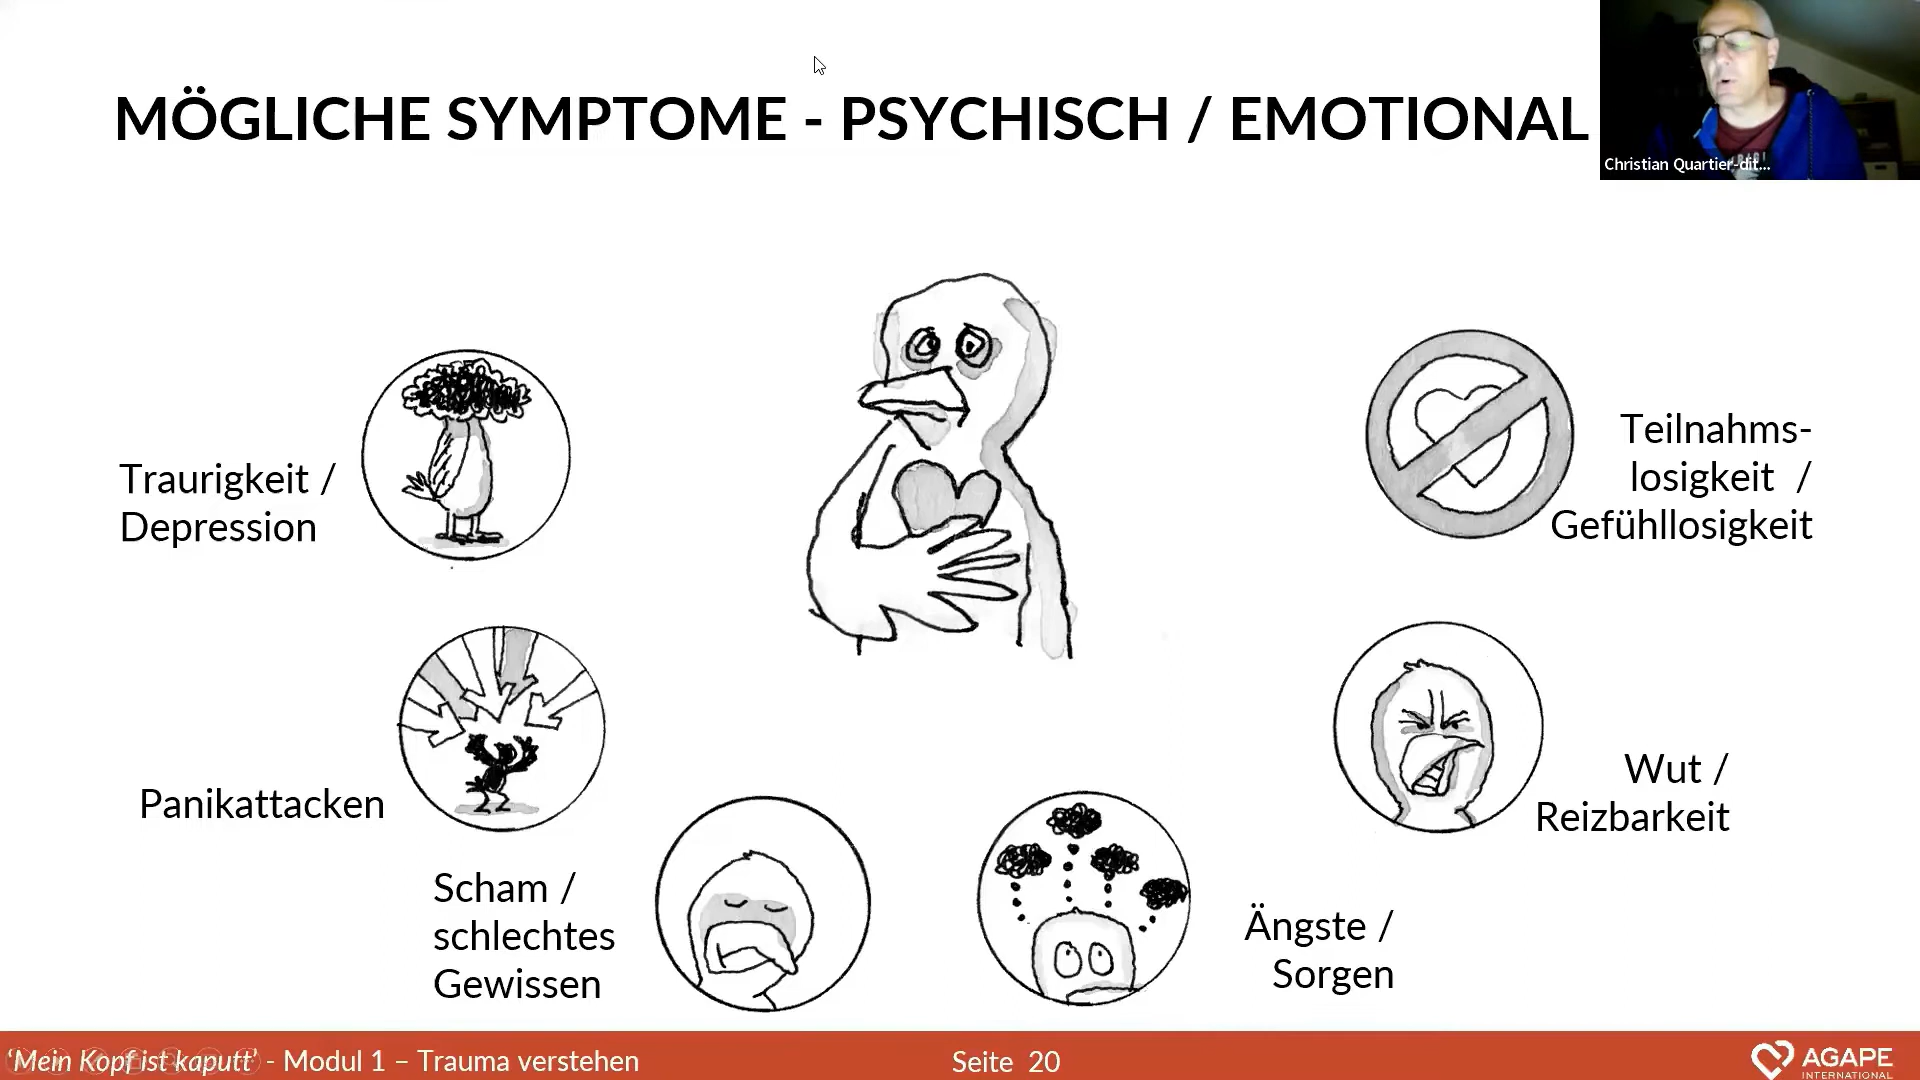 MÖGLICHE SYMPTOME - PSYCHISCH / EMOTIONAL
Christian Quartier-dit...
Traurigkeit /
Depression
Teilnahms-
losigkeit /
Gefühllosigkeit
Panikattacken
Wut /
Reizbarkeit
Scham /
schlechtes
Gewissen
Ängste /
Sorgen
'Mein Kopf ist kaputt' - Modul 1 – Trauma verstehen
Seite 20
AGAPE
INTERNATIONAL